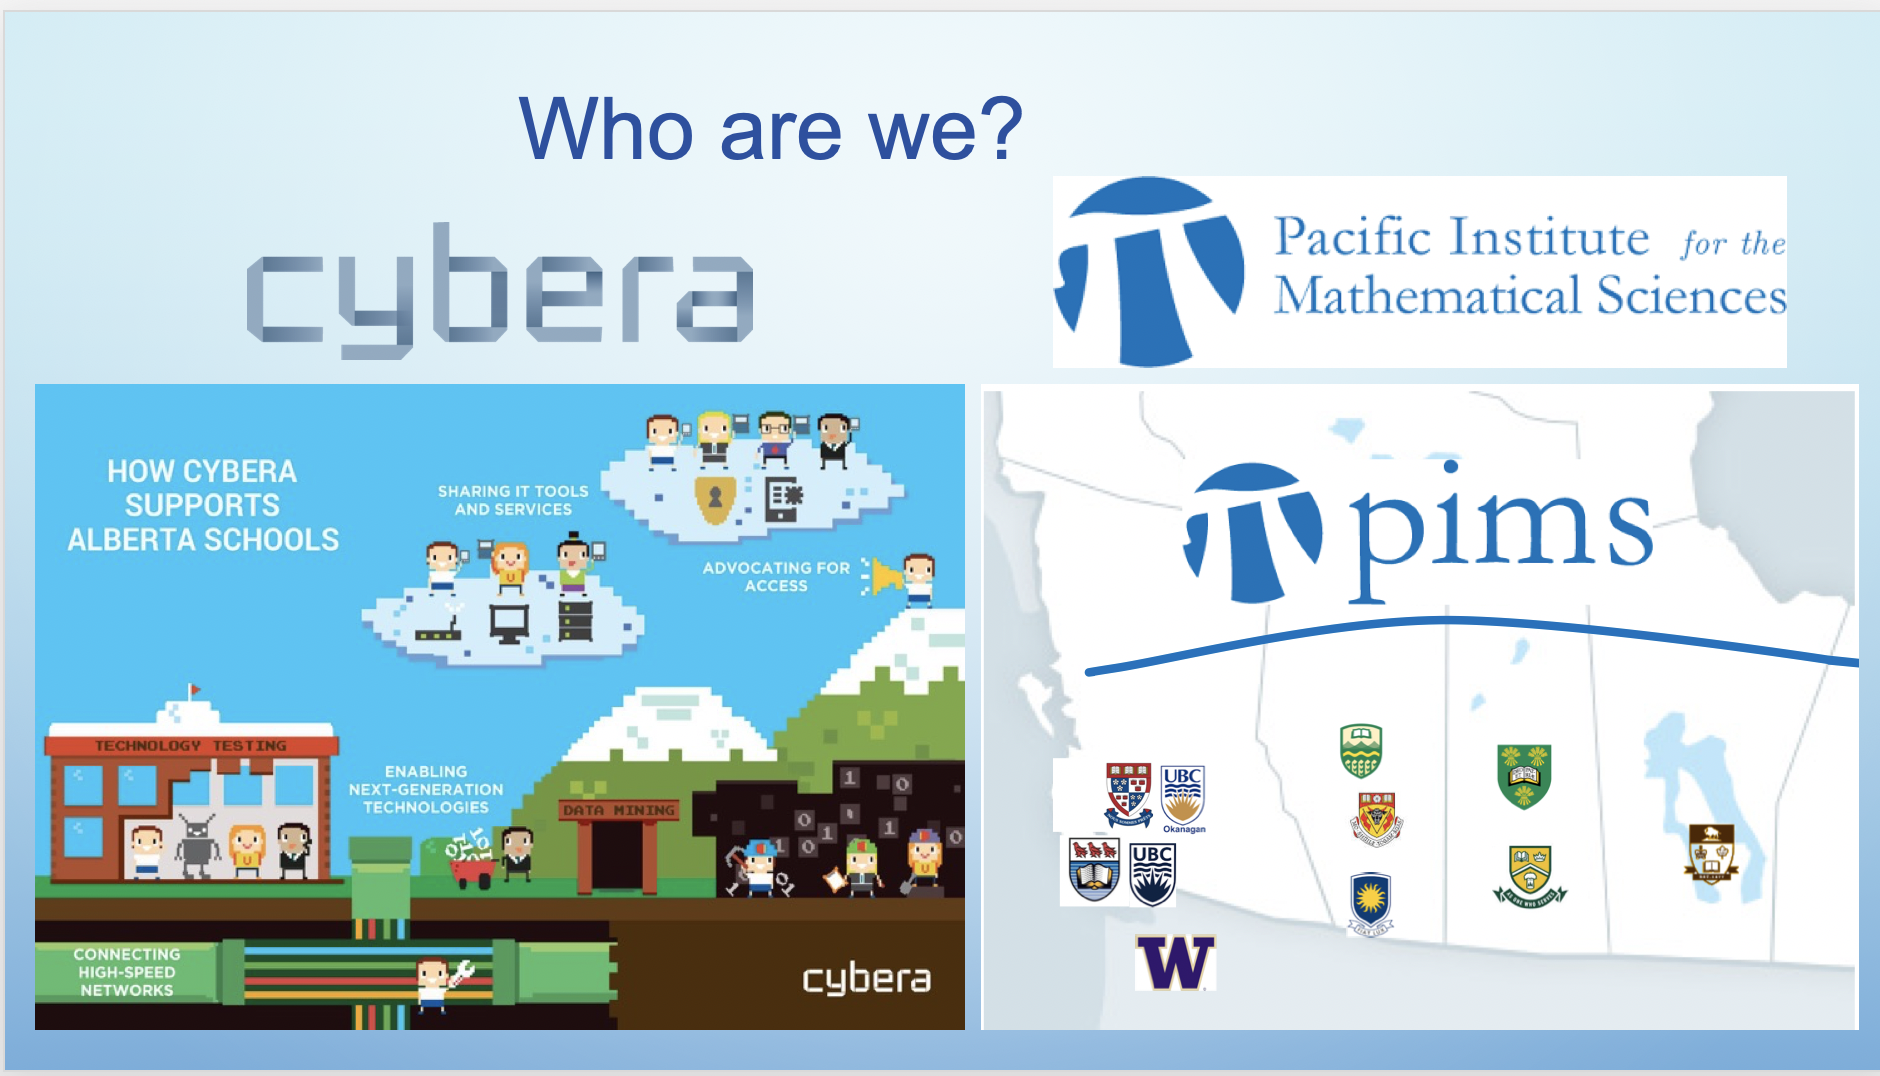 Who are we?
cybera
Pacific Institute for the
Mathematical Sciences
HOW CYBERA
SUPPORTS
ALBERTA SCHOOLS
SHARING IT TOOLS
AND SERVICES
ADVOCATING FOR
ACCESS
TECHNOLOGY TESTING
ENABLING
NEXT-GENERATION
TECHNOLOGIES
DATA MINING
CONNECTING
HIGH-SPEED
NETWORKS
cybera
pims
UBC
Okanagan
UBC
W